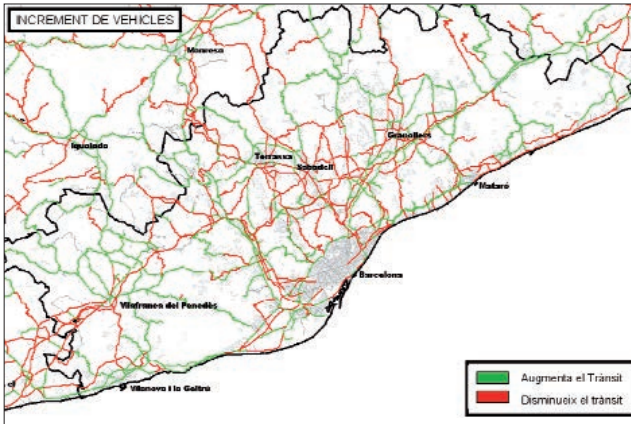 INCREMENT DE VEHICLES
Manresa
Igualada
Terrassa
Sabadell
Granollers
Mataró
Barcelona
Vilafranca del Penedès
Vilanova i la Geltrú
Augmenta el Trànsit
Disminueix el trànsit